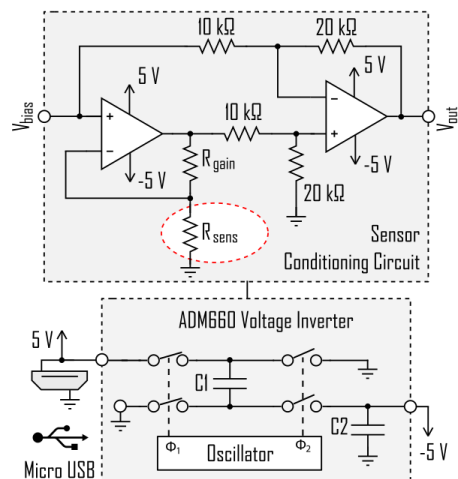 10 kΩ
20 kΩ
5 V
5 V
Vbias
+
-
10 kΩ
-
+
Vout
Rgain
-5 V
-5 V
20 kΩ
Rsens
Sensor
Conditioning Circuit
ADM660 Voltage Inverter
5 V
C1
C2
Φ1
Oscillator
Φ2
-5 V
Micro USB